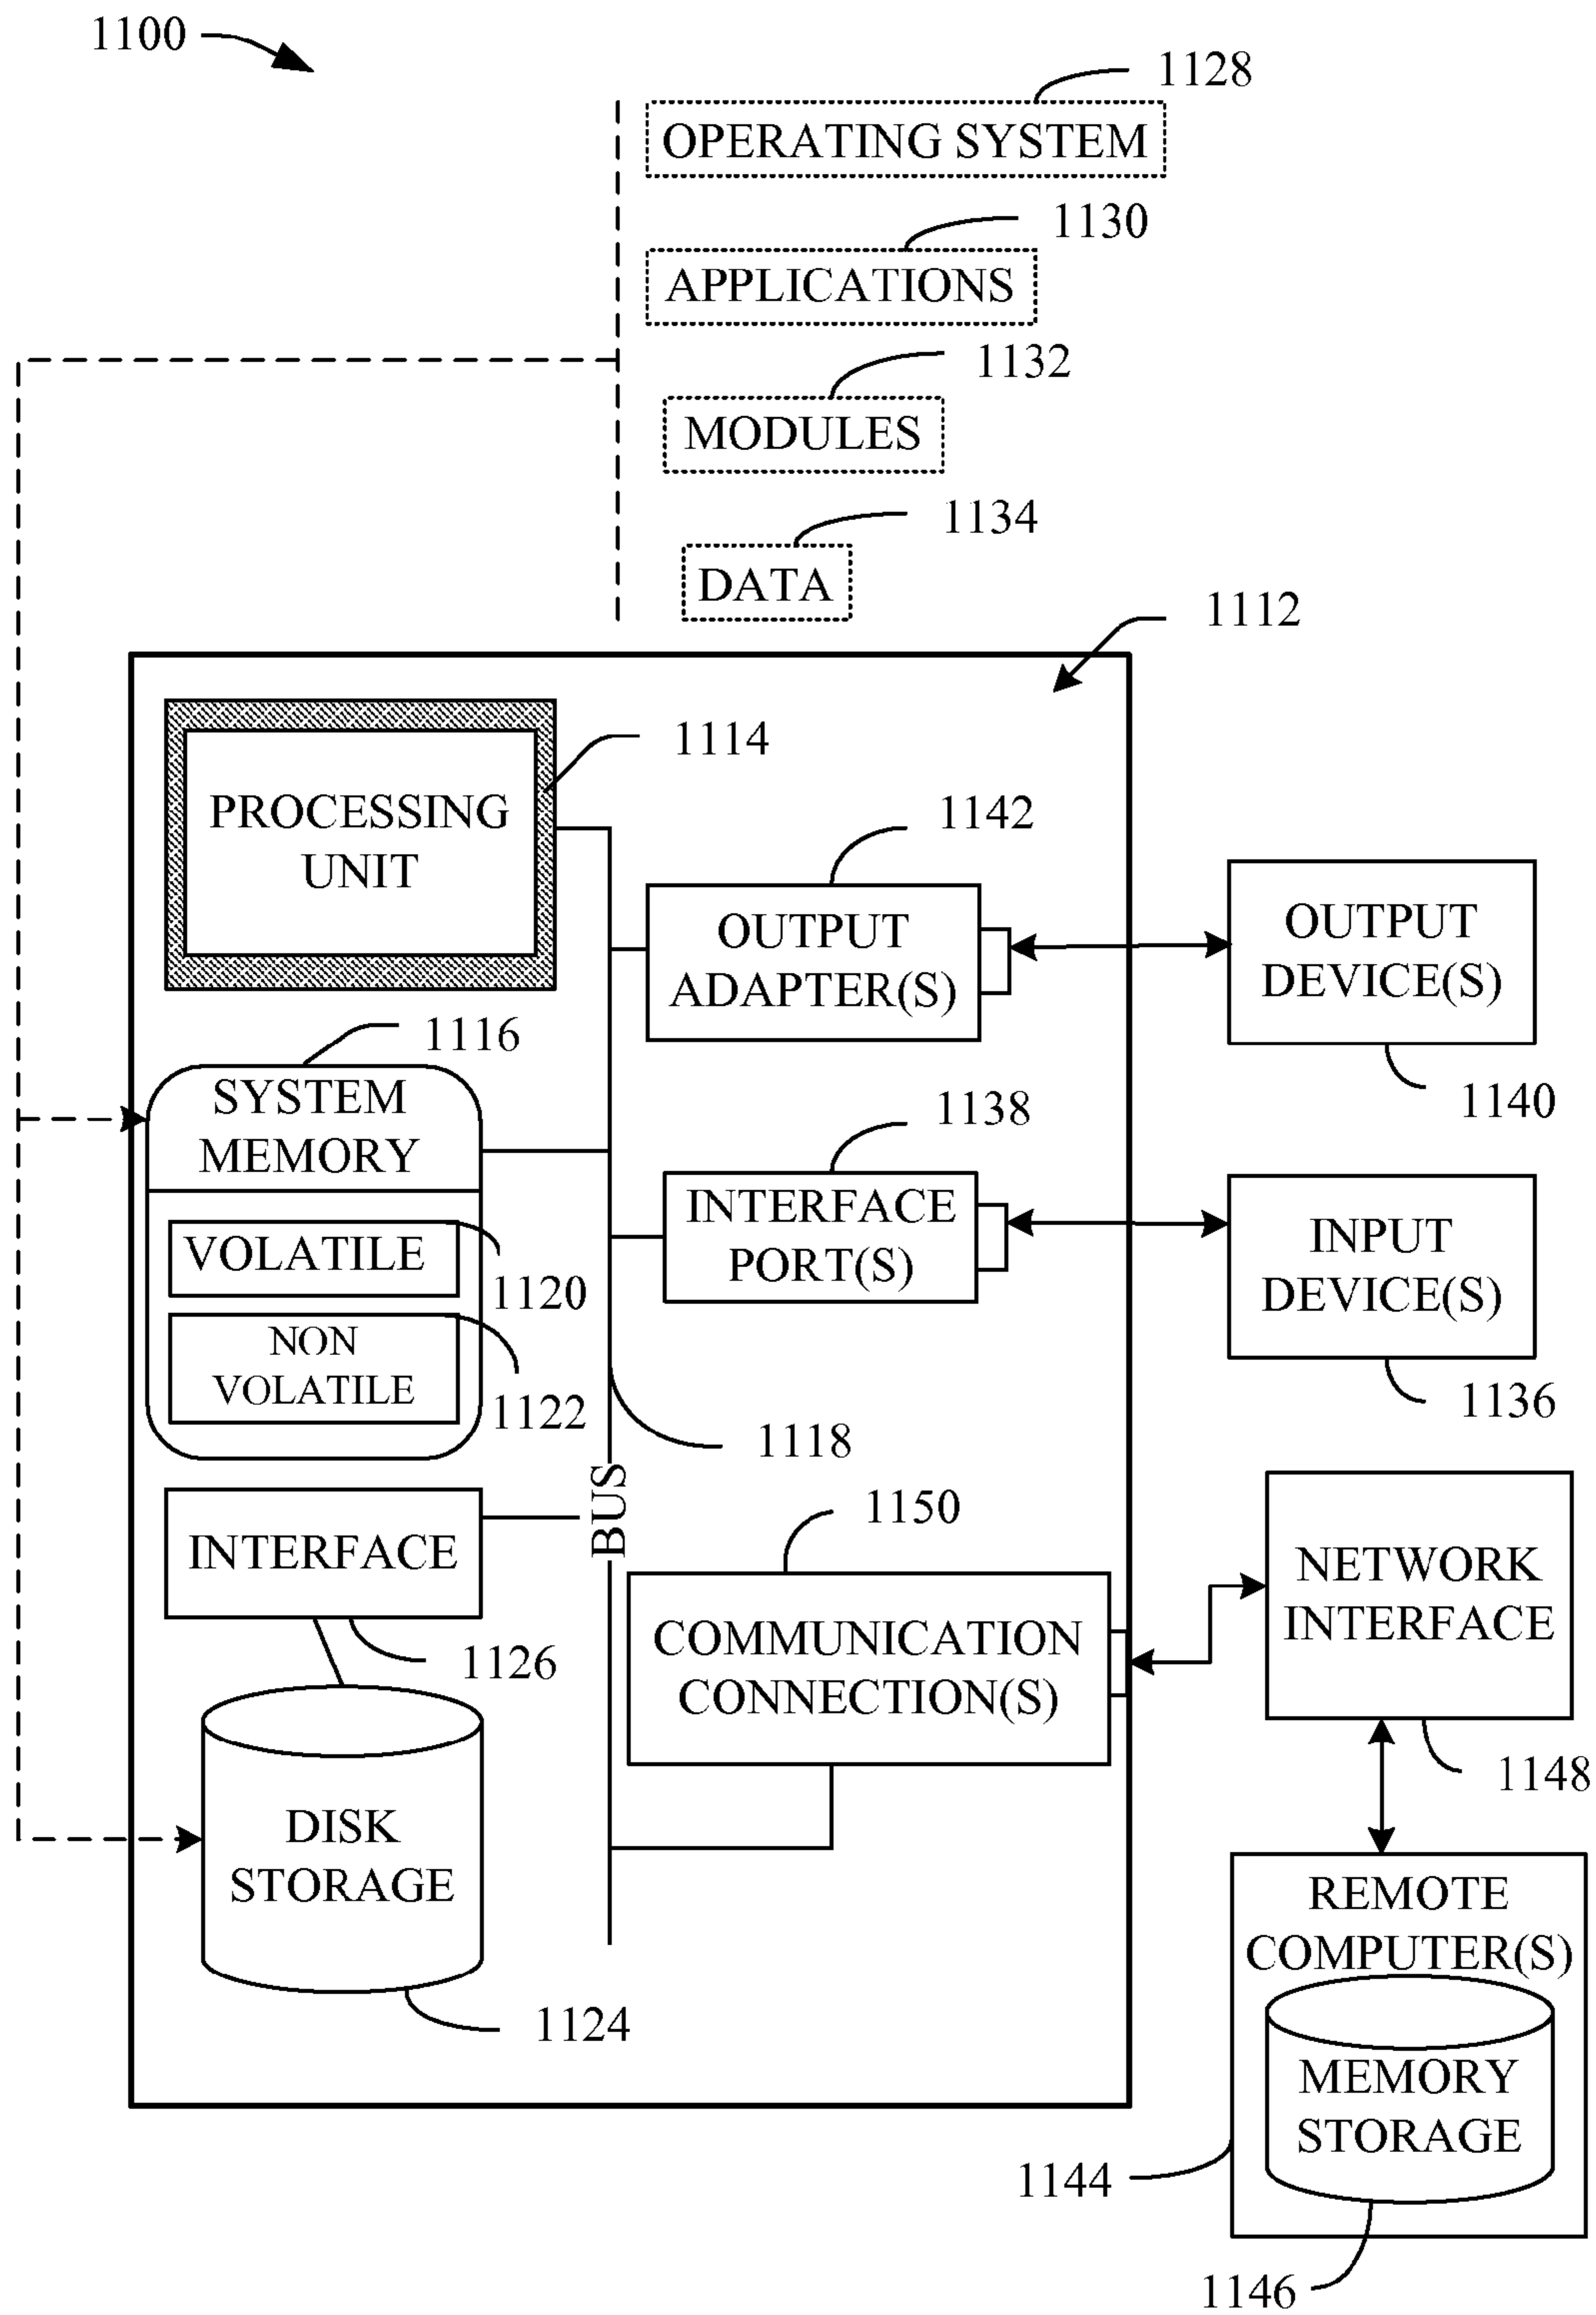 1100
1128
OPERATING SYSTEM
1130
APPLICATIONS
1132
MODULES
1134
DATA
1112
PROCESSING
UNIT
1114
1142
OUTPUT
ADAPTER(S)
OUTPUT
DEVICE(S)
1140
1116
SYSTEM
MEMORY
VOLATILE
1120
NON
VOLATILE
1122
1138
INTERFACE
PORT(S)
INPUT
DEVICE(S)
1136
1118
BUS
INTERFACE
1126
1150
COMMUNICATION
CONNECTION(S)
NETWORK
INTERFACE
1148
DISK
STORAGE
1124
REMOTE
COMPUTER(S)
MEMORY
STORAGE
1144
1146